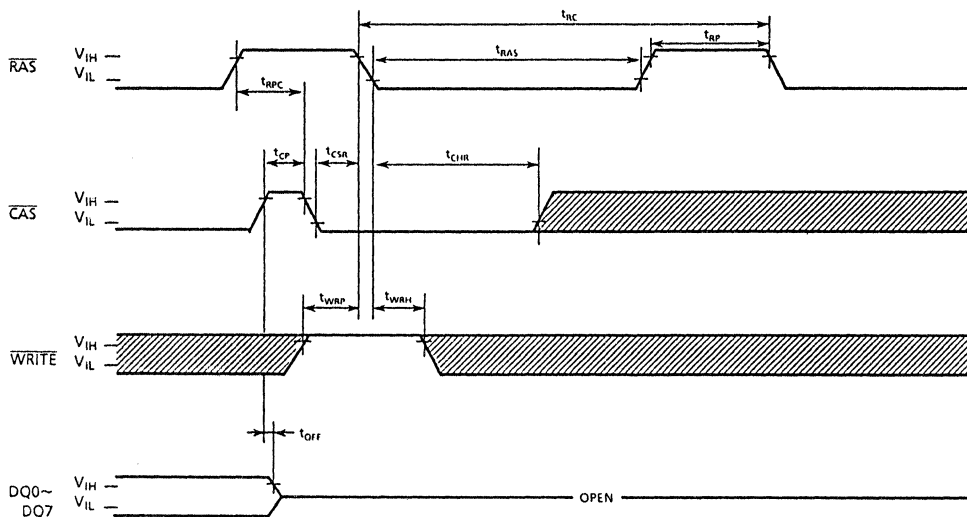 tRC
tRAS
tRP
RAS
VIH
VIL
tRPC
tCP
tCSR
tCHR
CAS
VIH
VIL
tWRP
tWRH
WRITE
VIH
VIL
tOFF
DQ0~
DQ7
VIH
VIL
OPEN